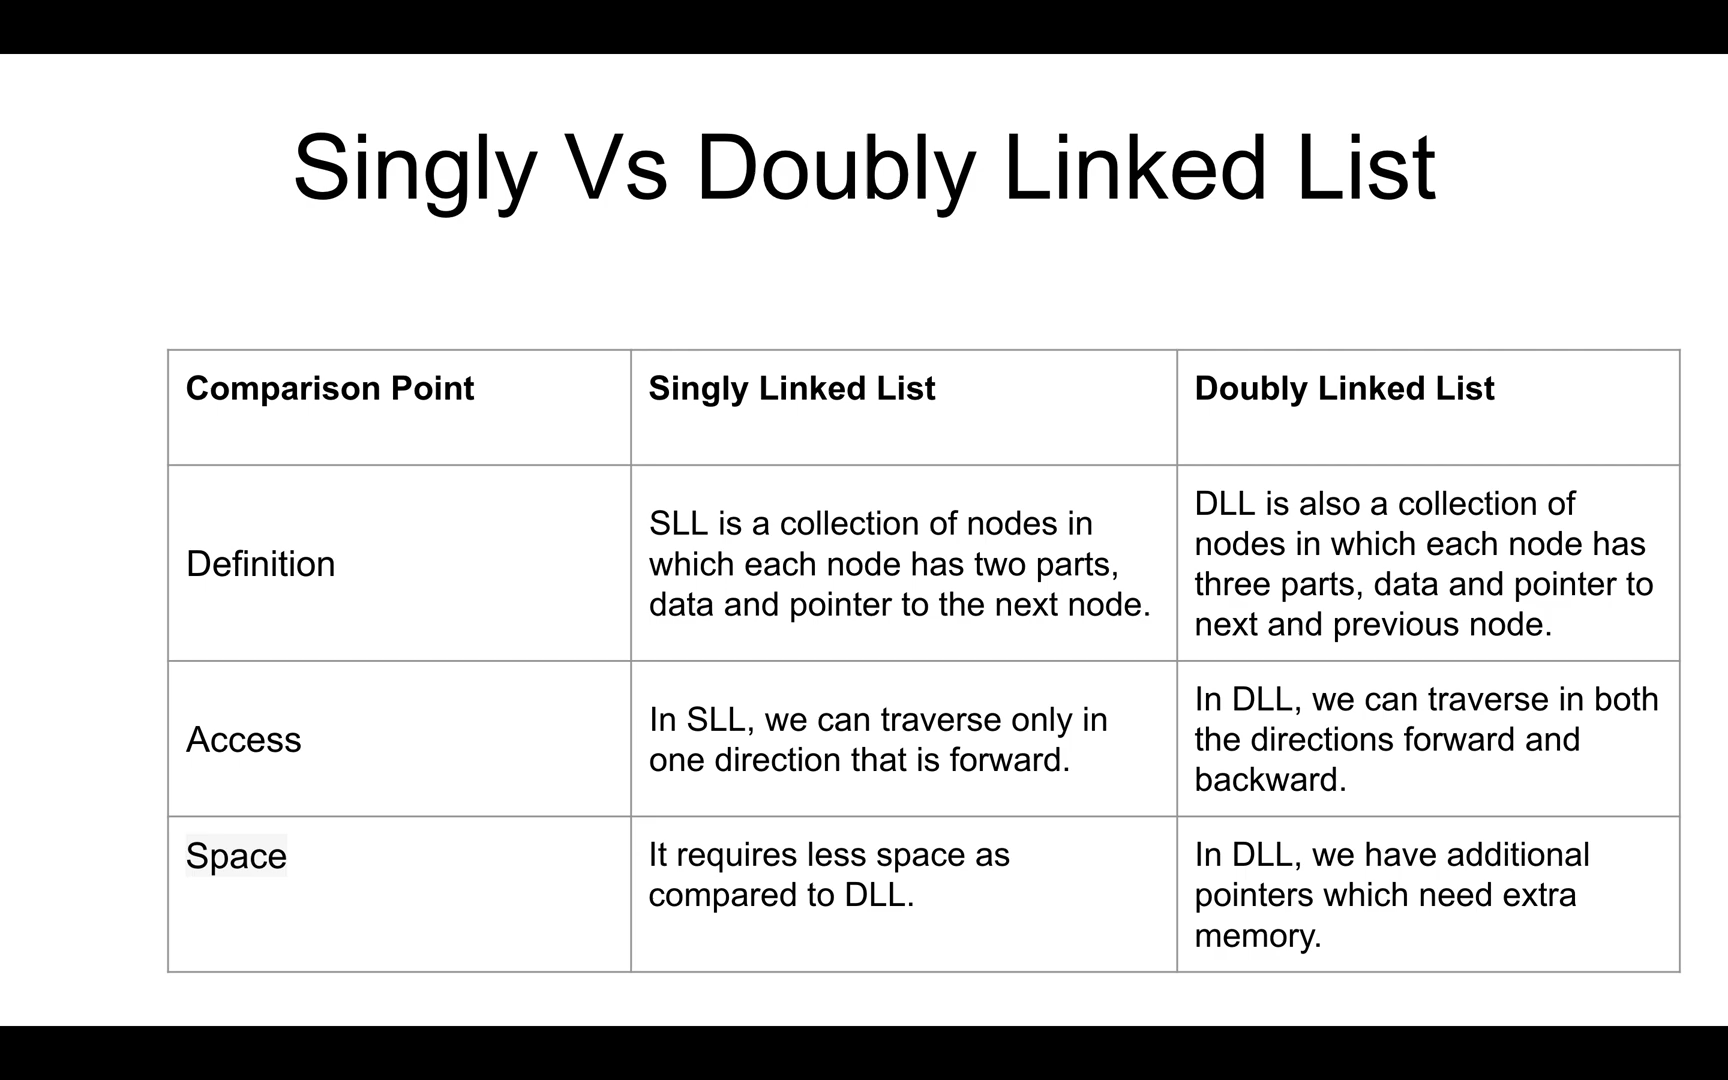 Singly Vs Doubly Linked List
Comparison Point
Singly Linked List
Doubly Linked List
Definition
SLL is a collection of nodes in
which each node has two parts,
data and pointer to the next node.
DLL is also a collection of
nodes in which each node has
three parts, data and pointer to
next and previous node.
Access
In SLL, we can traverse only in
one direction that is forward.
In DLL, we can traverse in both
the directions forward and
backward.
Space
It requires less space as
compared to DLL.
In DLL, we have additional
pointers which need extra
memory.